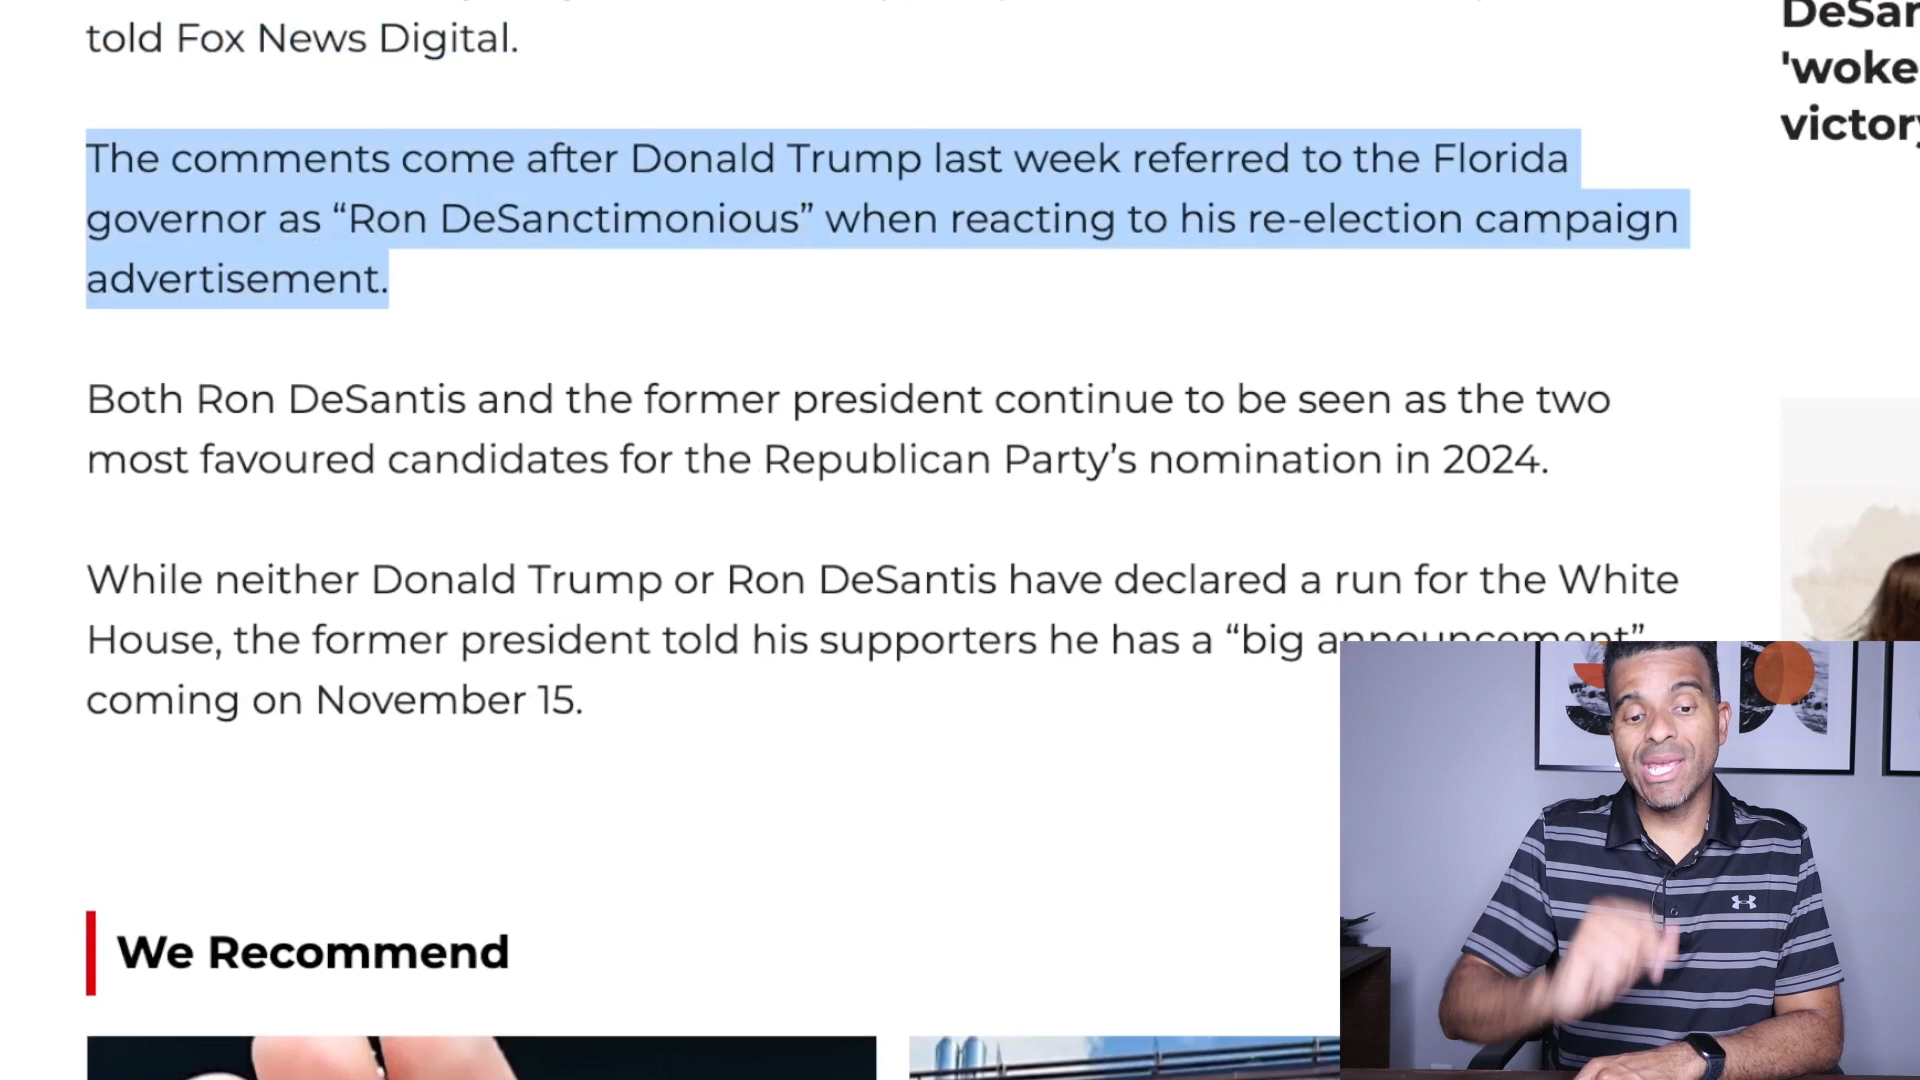 told Fox News Digital.
The comments come after Donald Trump last week referred to the Florida
governor as “Ron DeSanctimonious” when reacting to his re-election campaign
advertisement.
Both Ron DeSantis and the former president continue to be seen as the two
most favoured candidates for the Republican Party’s nomination in 2024.
While neither Donald Trump or Ron DeSantis have declared a run for the White
House, the former president told his supporters he has a “big announcement”
coming on November 15.
We Recommend
'woke